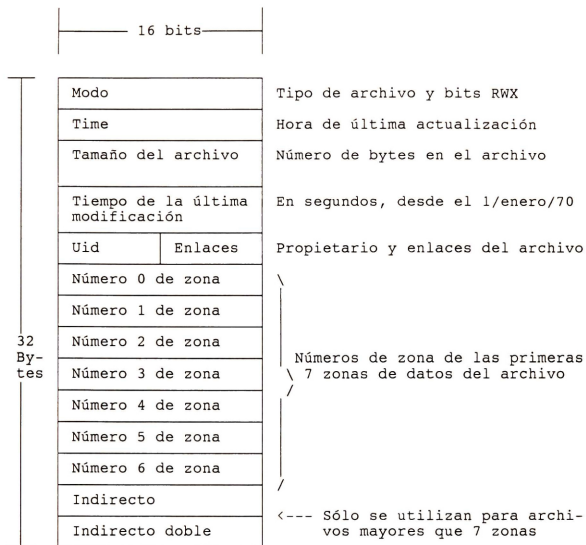 16 bits
Modo Tipo de archivo y bits RWX
Time Hora de última actualización
Tamaño del archivo Número de bytes en el archivo
Tiempo de la última En segundos, desde el 1/enero/70
modificación
Uid Enlaces Propietario y enlaces del archivo
Número 0 de zona
Número 1 de zona
32 Número 2 de zona
By- Número 3 de zona Números de zona de las primeras
tes 7 zonas de datos del archivo
Número 4 de zona
Número 5 de zona
Número 6 de zona
Indirecto
<--- Sólo se utilizan para archi-
Indirecto doble vos mayores que 7 zonas